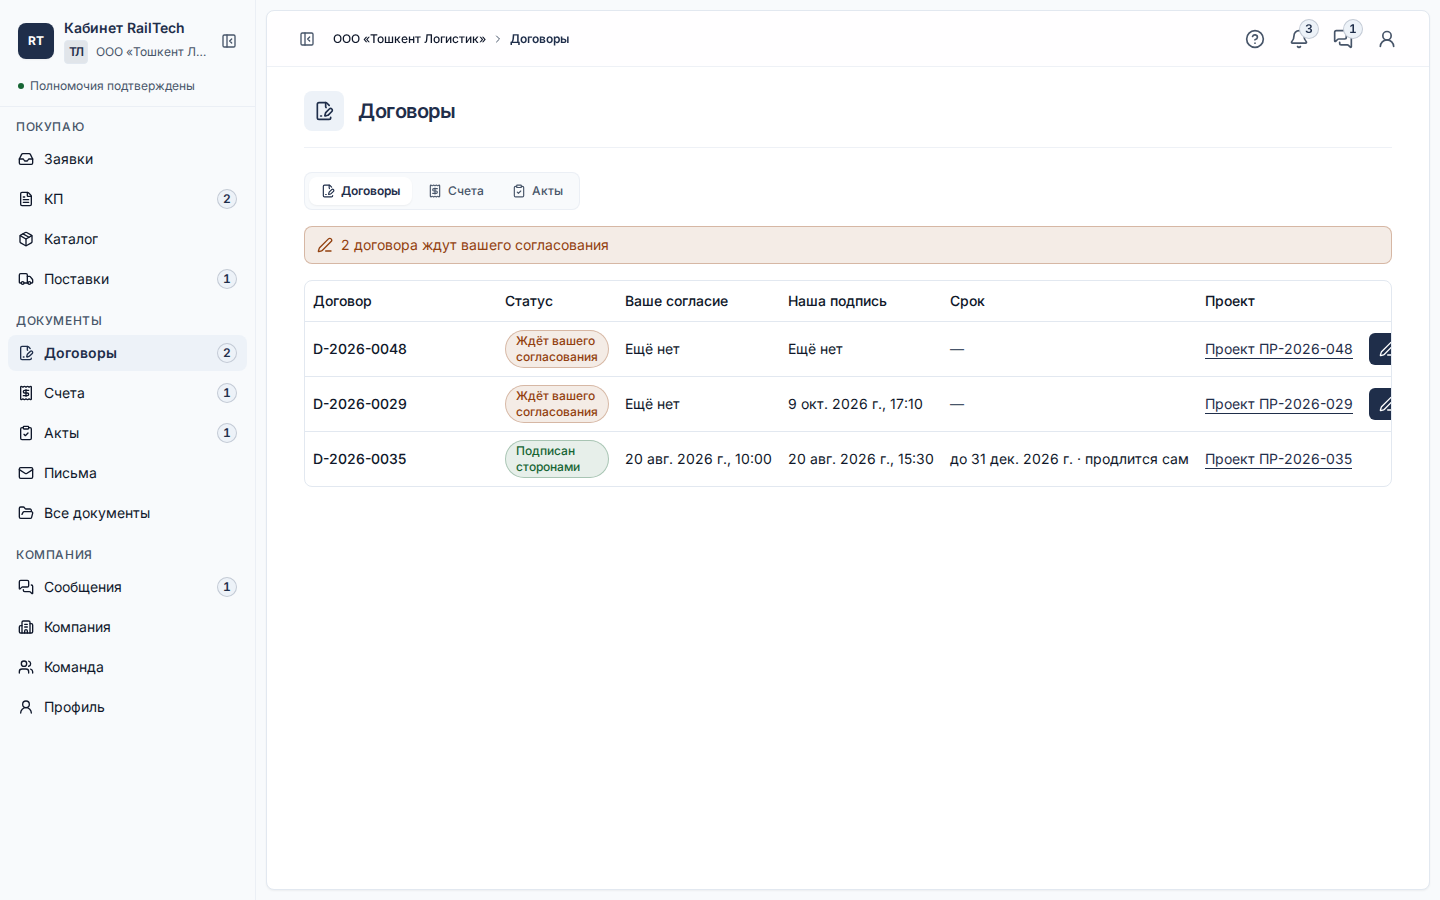 RT
Кабинет RailTech
ТЛ
ООО «Тошкент Л...
Полномочия подтверждены
ПОКУПАЮ
Заявки
КП
2
Каталог
Поставки
1
ДОКУМЕНТЫ
Договоры
2
Счета
1
Акты
1
Письма
Все документы
КОМПАНИЯ
Сообщения
1
Компания
Команда
Профиль
ООО «Тошкент Логистик» › Договоры
3
1
Договоры
Договоры Счета Акты
2 договора ждут вашего согласования
Договор Статус Ваше согласие Наша подпись Срок Проект
D-2026-0048 Ждёт вашего согласования Ещё нет Ещё нет — Проект ПР-2026-048
D-2026-0029 Ждёт вашего согласования Ещё нет 9 окт. 2026 г., 17:10 — Проект ПР-2026-029
D-2026-0035 Подписан сторонами 20 авг. 2026 г., 10:00 20 авг. 2026 г., 15:30 до 31 дек. 2026 г. · продлится сам Проект ПР-2026-035